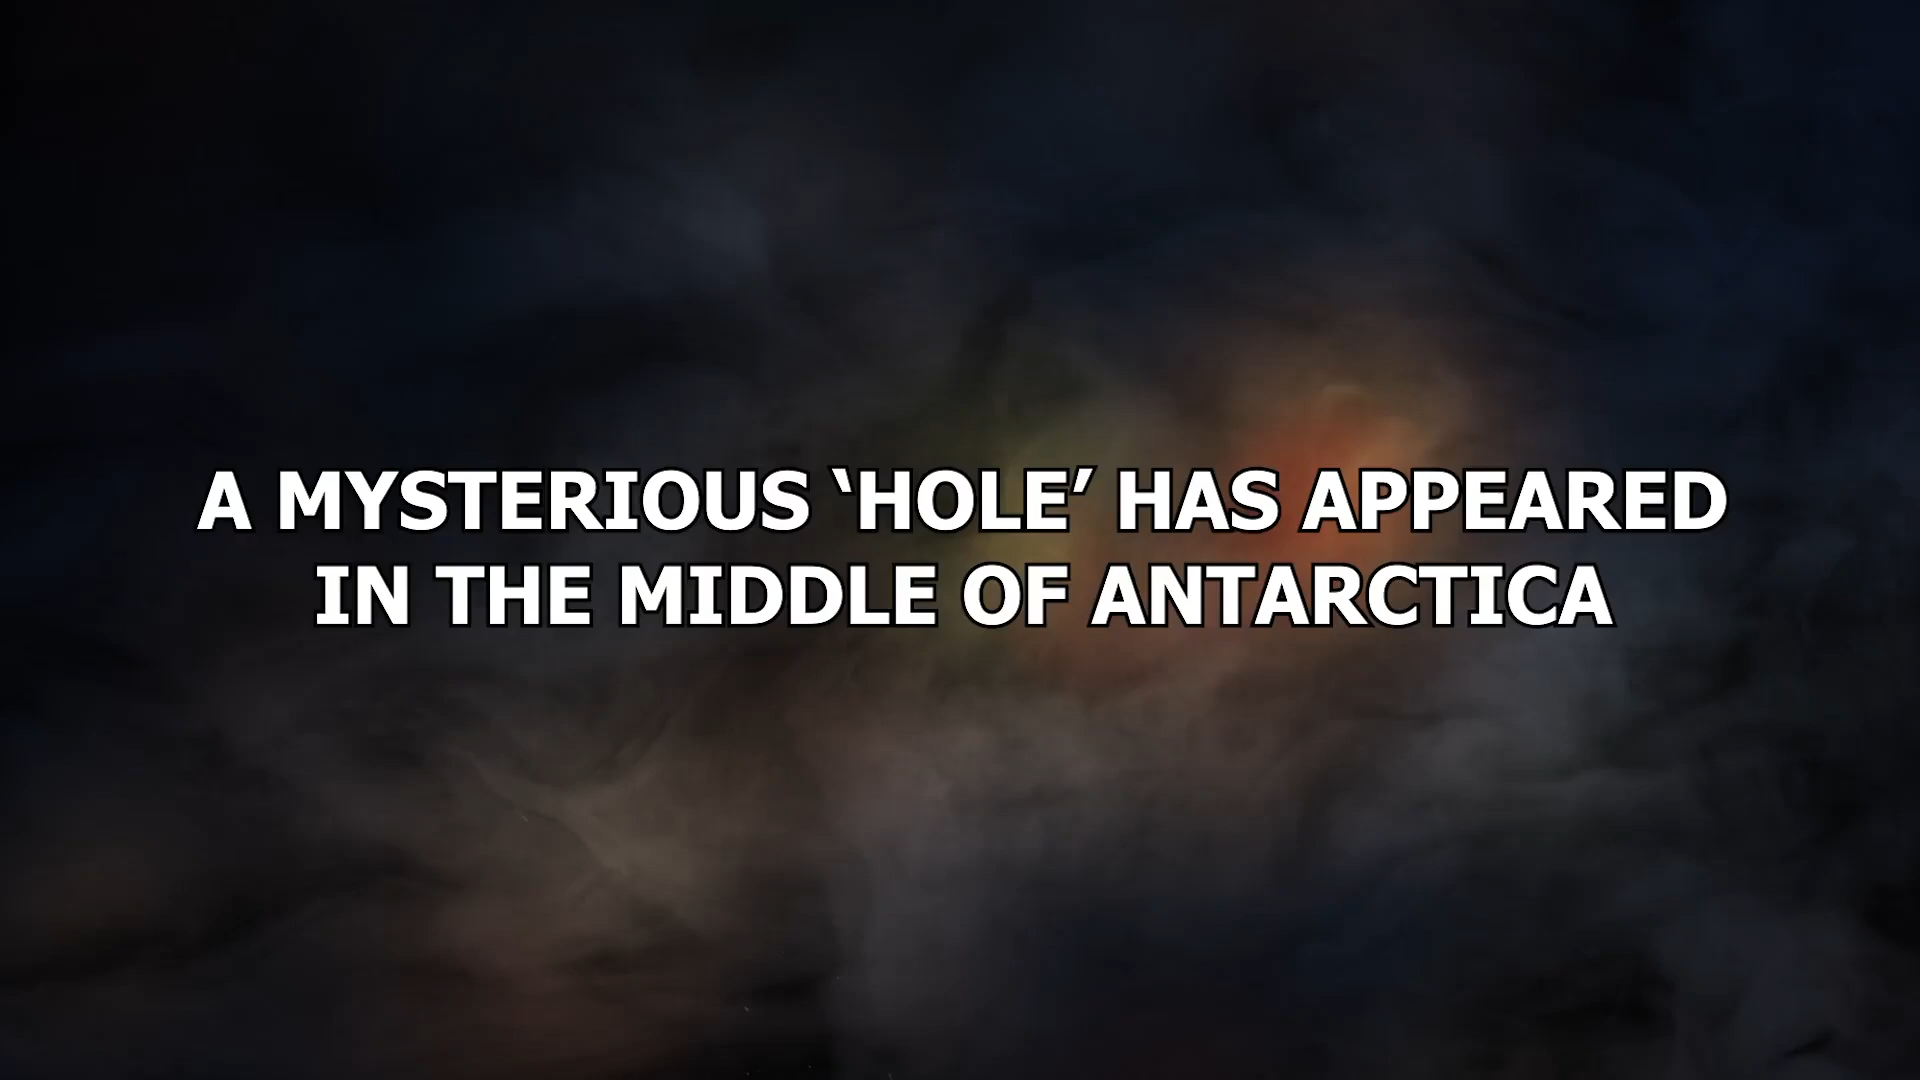 A MYSTERIOUS ‘HOLE’ HAS APPEARED
IN THE MIDDLE OF ANTARCTICA